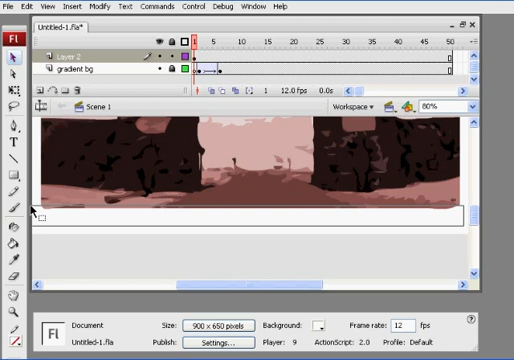 File Edit View Insert Modify Text Commands Control Debug Window Help
Fl
Untitled-1.fla*
1 5 10 15 20 25 30 35 40 45 50
Layer 2
gradient bg
1 12.0 fps 0.0s
Scene 1 Workspace 80%
T
Fl
Document Size: 900 x 650 pixels Background: Frame rate: 12 fps
Untitled-1.fla Publish: Settings... Player: 9 ActionScript: 2.0 Profile: Default